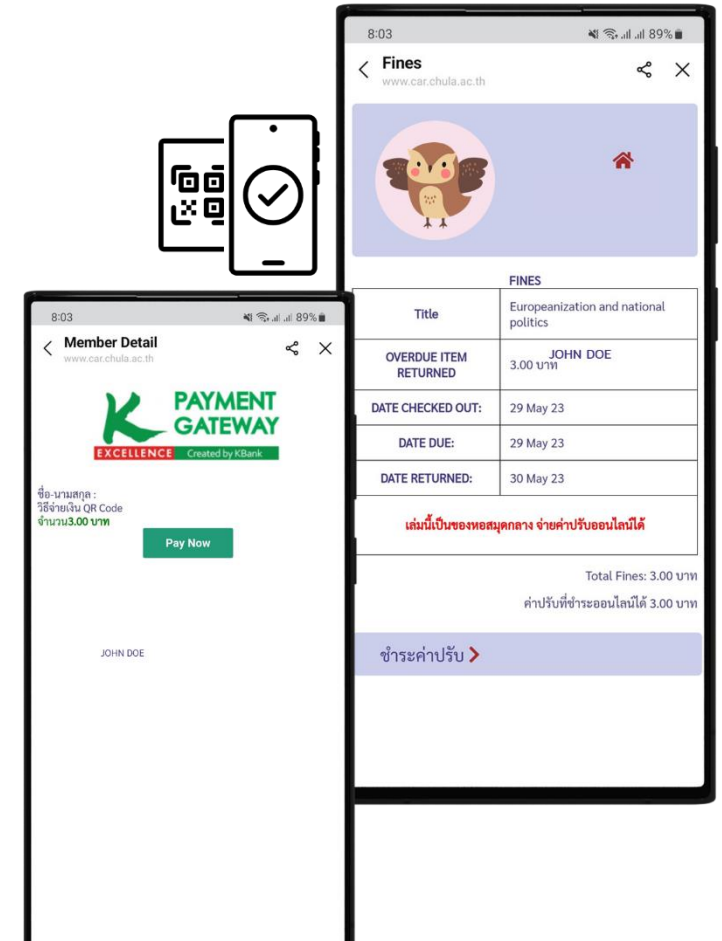 8:03
89%
Fines
www.car.chula.ac.th
FINES
Title
Europeanization and national
politics
OVERDUE ITEM
RETURNED
JOHN DOE
3.00 บาท
DATE CHECKED OUT:
29 May 23
DATE DUE:
29 May 23
DATE RETURNED:
30 May 23
เล่มนี้เป็นของหอสมุดกลาง จ่ายค่าปรับออนไลน์ได้
Total Fines: 3.00 บาท
ค่าปรับที่ชำระออนไลน์ได้ 3.00 บาท
ชำระค่าปรับ
8:03
89%
Member Detail
www.car.chula.ac.th
K PAYMENT
GATEWAY
EXCELLENCE Created by KBank
ชื่อ-นามสกุล :
วิธีจ่ายเงิน QR Code
จำนวน3.00 บาท
Pay Now
JOHN DOE